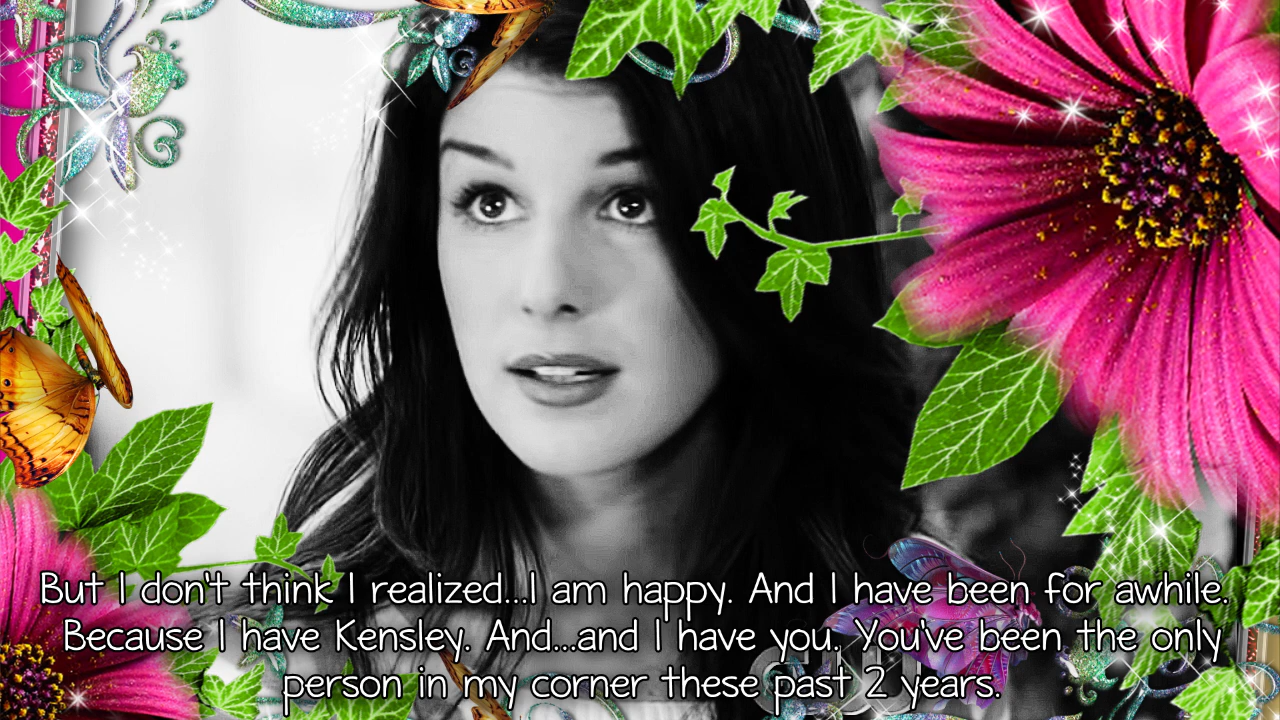 But I don't think I realized...I am happy. And I have been for awhile.
Because I have Kensley. And...and I have you. You've been the only
person in my corner these past 2 years.